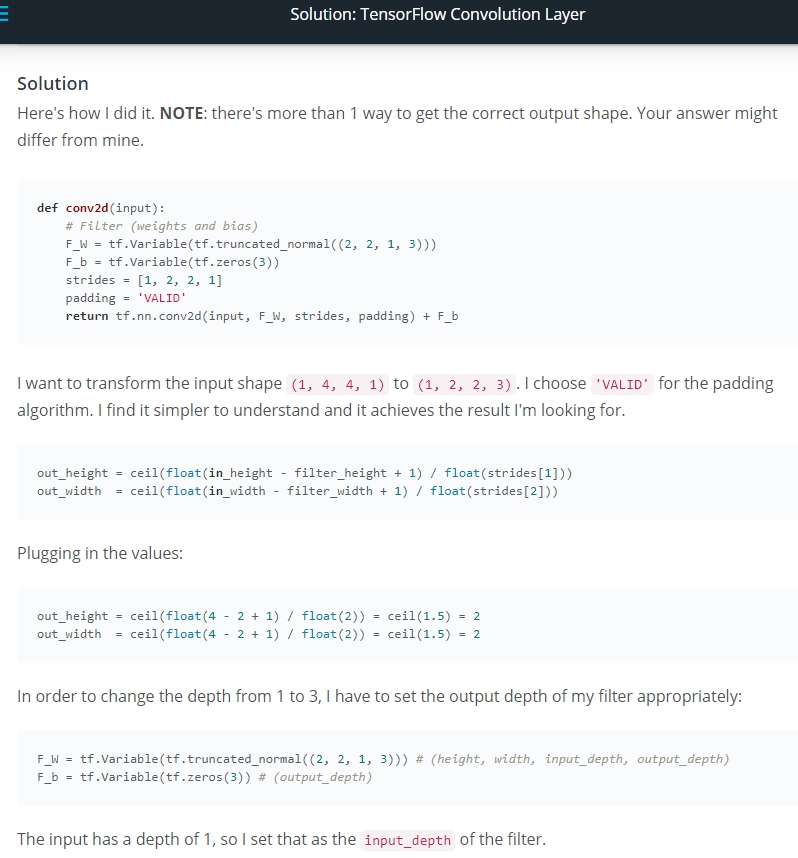 Solution: TensorFlow Convolution Layer
Solution
Here's how I did it. NOTE: there's more than 1 way to get the correct output shape. Your answer might
differ from mine.
def conv2d(input):
    # Filter (weights and bias)
    F_W = tf.Variable(tf.truncated_normal((2, 2, 1, 3)))
    F_b = tf.Variable(tf.zeros(3))
    strides = [1, 2, 2, 1]
    padding = 'VALID'
    return tf.nn.conv2d(input, F_W, strides, padding) + F_b
I want to transform the input shape (1, 4, 4, 1) to (1, 2, 2, 3). I choose 'VALID' for the padding
algorithm. I find it simpler to understand and it achieves the result I'm looking for.
out_height = ceil(float(in_height - filter_height + 1) / float(strides[1]))
out_width  = ceil(float(in_width - filter_width + 1) / float(strides[2]))
Plugging in the values:
out_height = ceil(float(4 - 2 + 1) / float(2)) = ceil(1.5) = 2
out_width  = ceil(float(4 - 2 + 1) / float(2)) = ceil(1.5) = 2
In order to change the depth from 1 to 3, I have to set the output depth of my filter appropriately:
F_W = tf.Variable(tf.truncated_normal((2, 2, 1, 3))) # (height, width, input_depth, output_depth)
F_b = tf.Variable(tf.zeros(3)) # (output_depth)
The input has a depth of 1, so I set that as the input_depth of the filter.